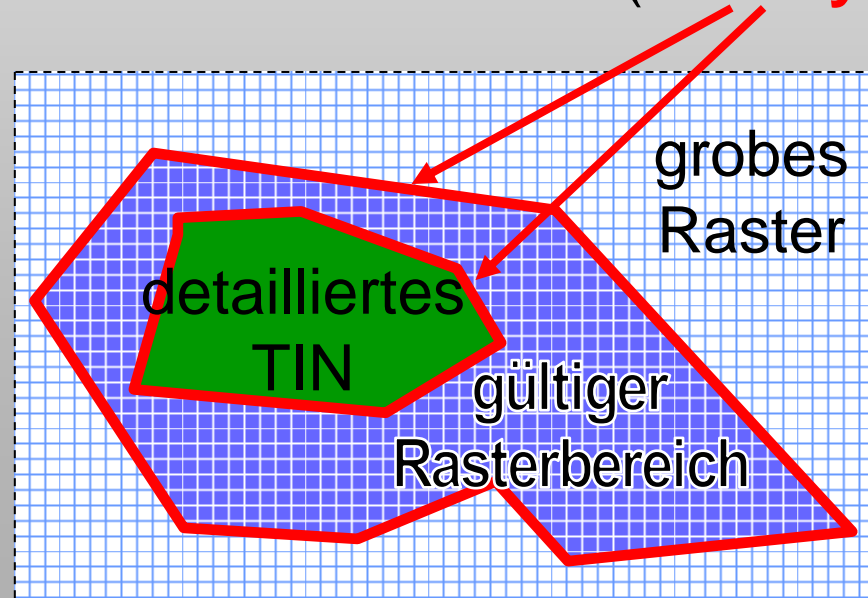 grobes
Raster
detailliertes
TIN
gültiger
Rasterbereich